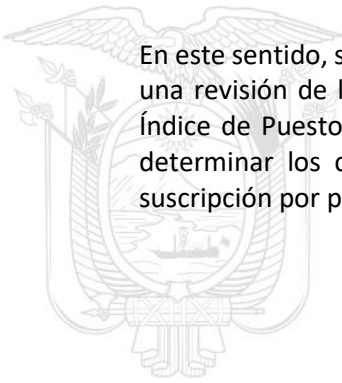 En este sentido, s
una revisión de l
Índice de Puesto
determinar los c
suscripción por p